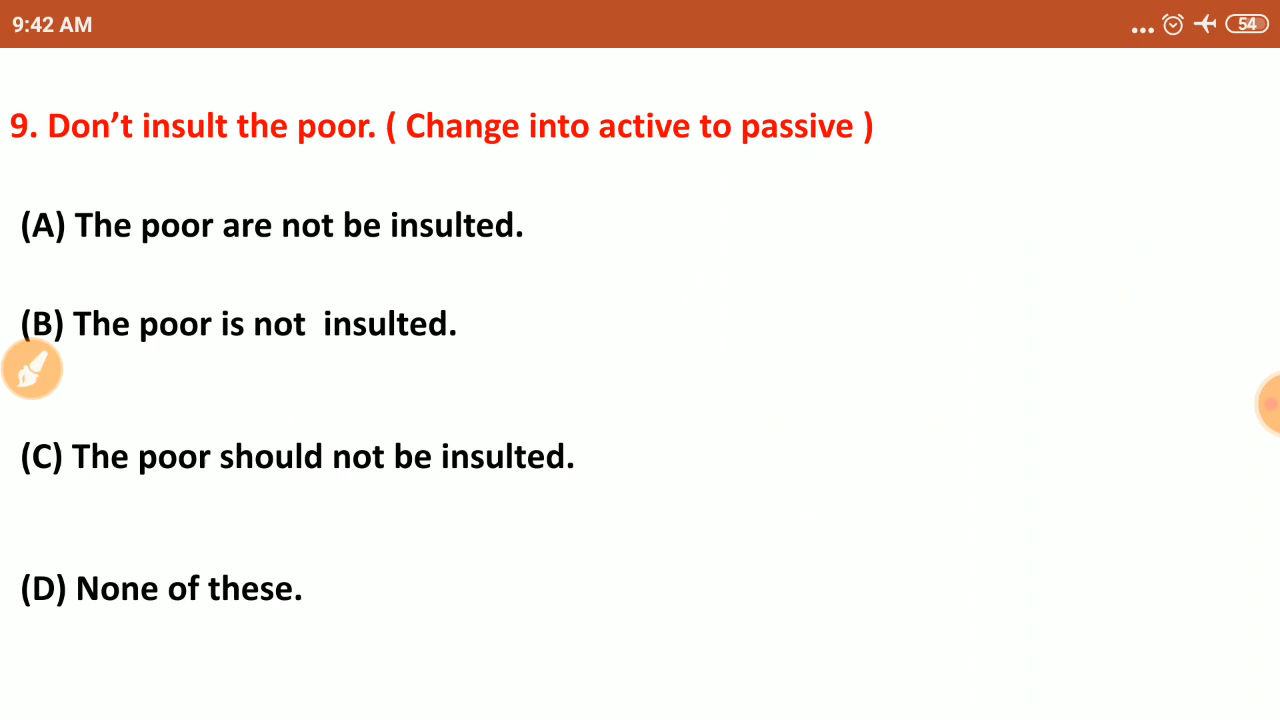 9:42 AM
54
9. Don’t insult the poor. ( Change into active to passive )
(A) The poor are not be insulted.
(B) The poor is not  insulted.
(C) The poor should not be insulted.
(D) None of these.